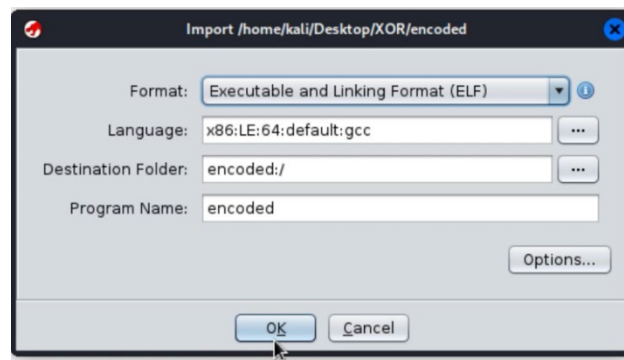 Import /home/kali/Desktop/XOR/encoded
Format: Executable and Linking Format (ELF)
Language: x86:LE:64:default:gcc ...
Destination Folder: encoded:/ ...
Program Name: encoded
Options...
OK Cancel